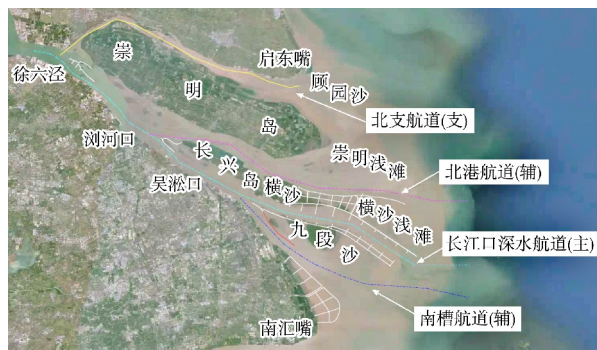 崇明岛
启东嘴
顾园沙
徐六泾
北支航道(支)
浏河口
崇明浅滩
长兴岛
北港航道(辅)
吴淞口
横沙
横沙浅滩
九段沙
长江口深水航道(主)
南槽航道(辅)
南汇嘴